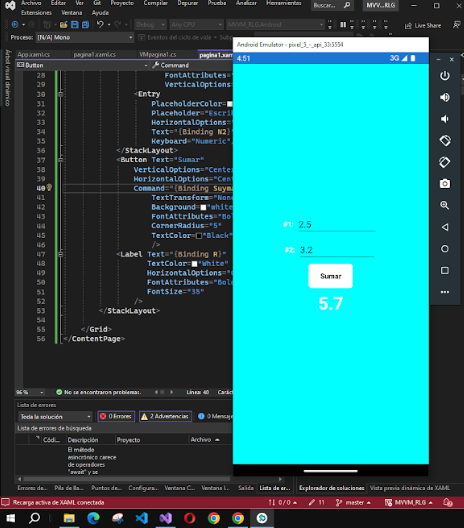 Archivo Editar Ver Git Proyecto Compilar Depurar Prueba Analizar Herramientas Buscar... MVV...RLG
Extensiones Ventana Ayuda
Debug Any CPU MVVM_RLG.Android
Proceso: [N/A] Mono Eventos del ciclo de vida Live Share
App.xaml.cs pagina1.xaml.cs VMpagina1.cs pagina1.xam
Button Command
28 FontAttributes=
29 VerticalOptions=
30 <Entry
31 PlaceholderColor=
32 Placeholder="Escrib
33 HorizontalOptions=
34 Text="{Binding N2}"
35 Keyboard="Numeric"/
36 </StackLayout>
37 <Button Text="Sumar"
38 VerticalOptions="Center
39 HorizontalOptions="Cent
40 Command="{Binding Suym
41 TextTransform="None
42 Background="white
43 FontAttributes="Bol
44 CornerRadius="5"
45 TextColor="Black"
46 />
47 <Label Text="{Binding R}"
48 TextColor="White"
49 HorizontalOptions="C
50 FontAttributes="Bol
51 FontSize="35"
52 />
53 </StackLayout>
54
55 </Grid>
56 </ContentPage>
96 % No se encontraron problemas. Línea: 40 Carác
Lista de errores
Toda la solución 0 Errores 2 Advertencias 0 Mensaje
Lista de errores de búsqueda
Códi... Descripción Proyecto Archivo
El método
asincrónico carece
de operadores
"await" y se
Errores de... Pila de... Puntos de... Configura... Ventana C... Ventana I... Salida Lista de er... Explorador de soluciones Vista previa dinámica de XAML
Recarga activa de XAML conectada 0 / 0 11 master MVVM_RLG
Árbol visual dinámico
Android Emulator - pixel_5_-_api_33:5554
4:51 3G
#1: 2.5
#2: 3.2
Sumar
5.7